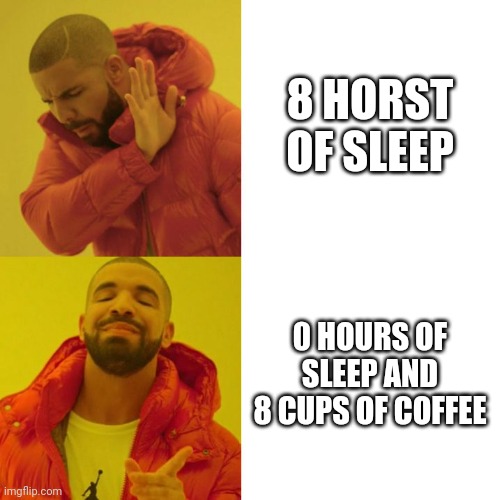 8 HORST
OF SLEEP
0 HOURS OF
SLEEP AND
8 CUPS OF COFFEE
imgflip.com